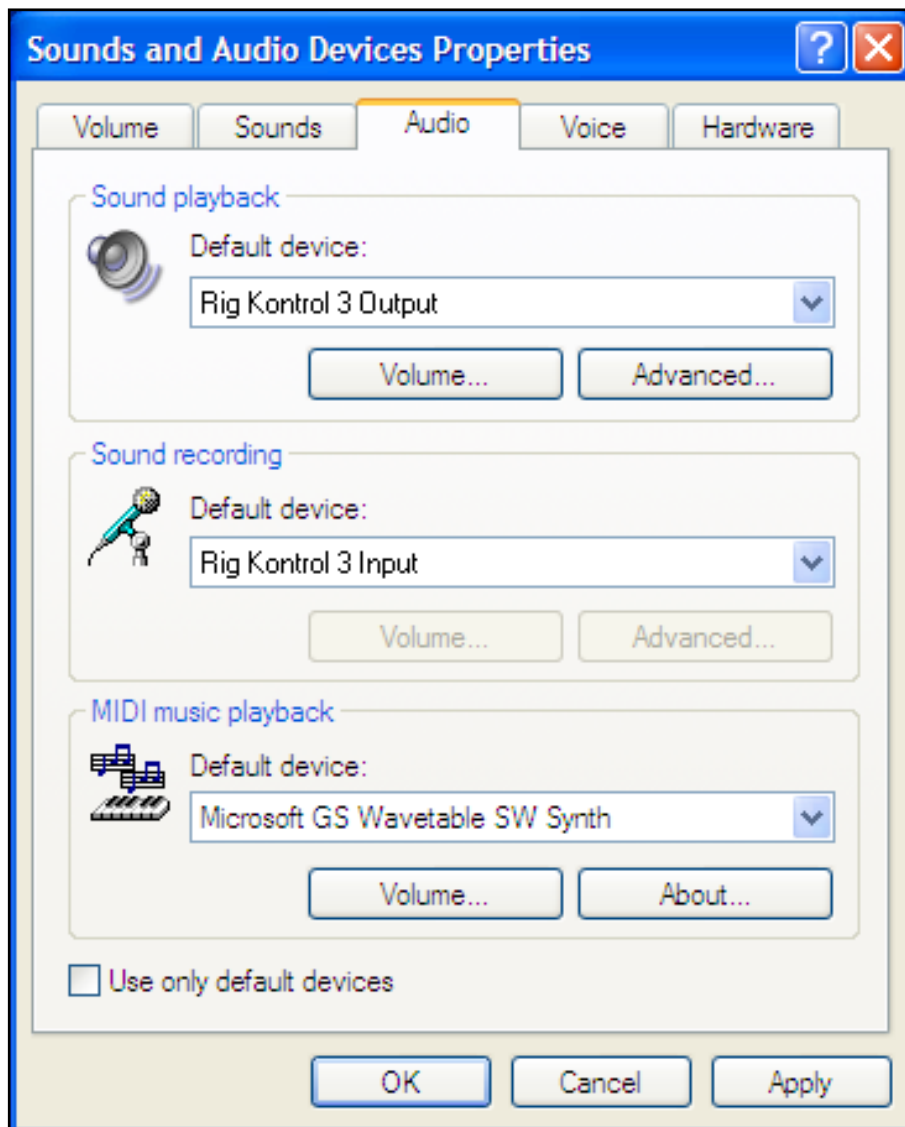 Sounds and Audio Devices Properties
?
Volume Sounds Audio Voice Hardware
Sound playback
Default device:
Rig Kontrol 3 Output
Volume... Advanced...
Sound recording
Default device:
Rig Kontrol 3 Input
Volume... Advanced...
MIDI music playback
Default device:
Microsoft GS Wavetable SW Synth
Volume... About...
Use only default devices
OK Cancel Apply